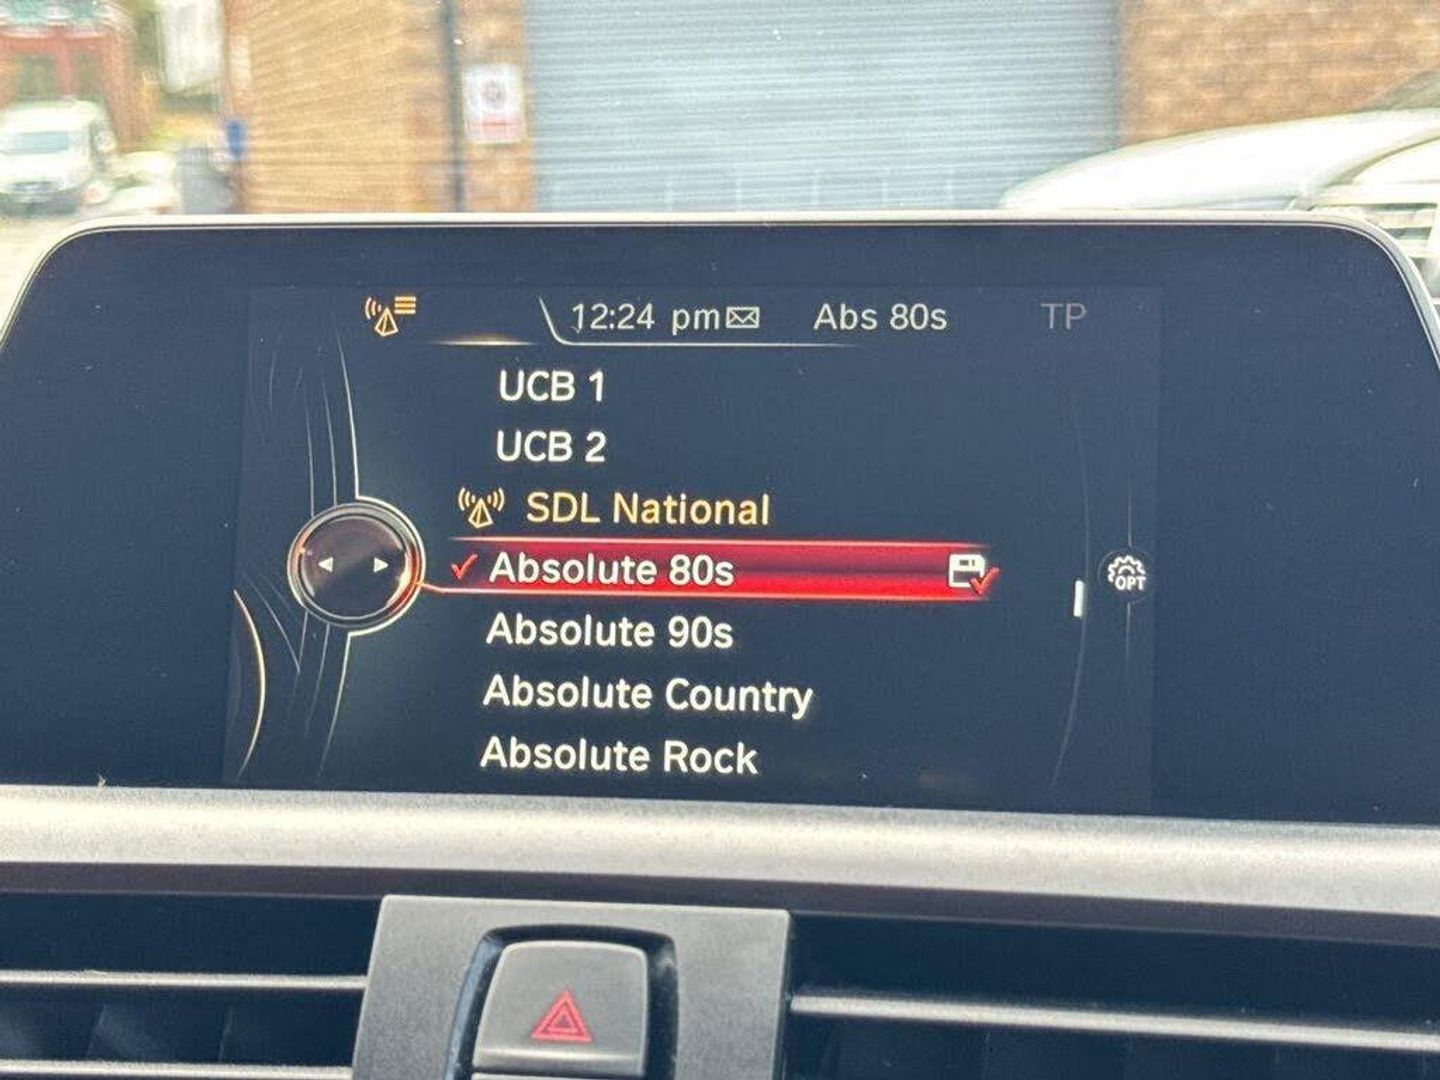 12:24 pm Abs 80s TP
UCB 1
UCB 2
SDL National
Absolute 80s
OPT
Absolute 90s
Absolute Country
Absolute Rock